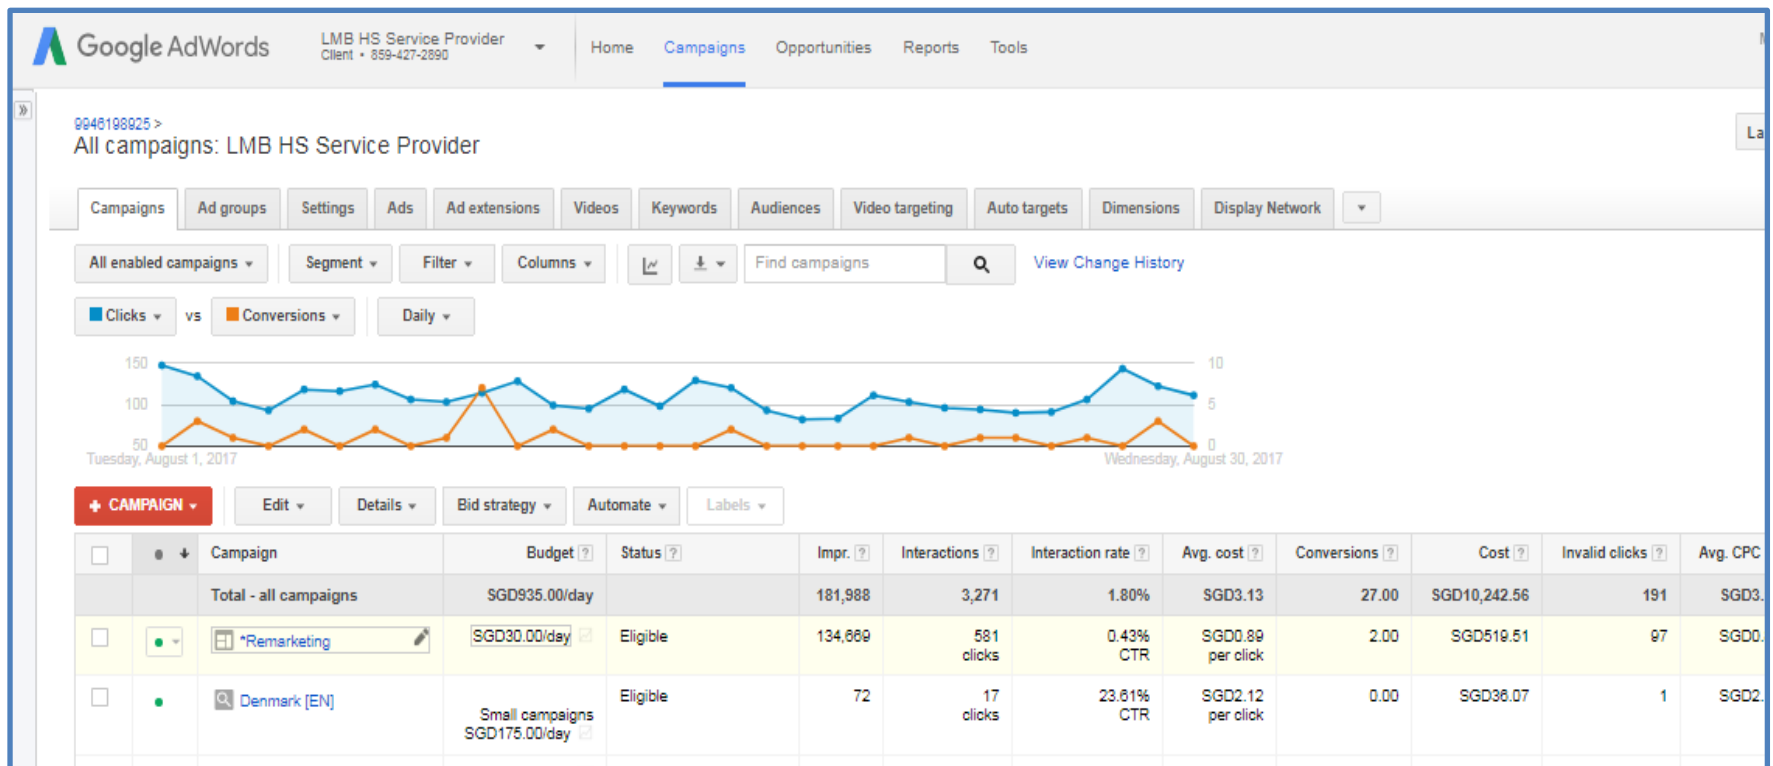 Google AdWords
LMB HS Service Provider
Client • 859-427-2890
Home Campaigns Opportunities Reports Tools
9946198925 >
All campaigns: LMB HS Service Provider
Campaigns Ad groups Settings Ads Ad extensions Videos Keywords Audiences Video targeting Auto targets Dimensions Display Network
All enabled campaigns Segment Filter Columns Find campaigns View Change History
Clicks vs Conversions Daily
150 10
100 5
50 0
Tuesday, August 1, 2017 Wednesday, August 30, 2017
+ CAMPAIGN Edit Details Bid strategy Automate Labels
Campaign Budget ? Status ? Impr. ? Interactions ? Interaction rate ? Avg. cost ? Conversions ? Cost ? Invalid clicks ? Avg. CPC
Total - all campaigns SGD935.00/day 181,988 3,271 1.80% SGD3.13 27.00 SGD10,242.56 191 SGD3.
*Remarketing SGD30.00/day Eligible 134,669 581 0.43% SGD0.89 2.00 SGD519.51 97 SGD0.
clicks CTR per click
Denmark [EN] Eligible 72 17 23.61% SGD2.12 0.00 SGD36.07 1 SGD2.
Small campaigns clicks CTR per click
SGD175.00/day